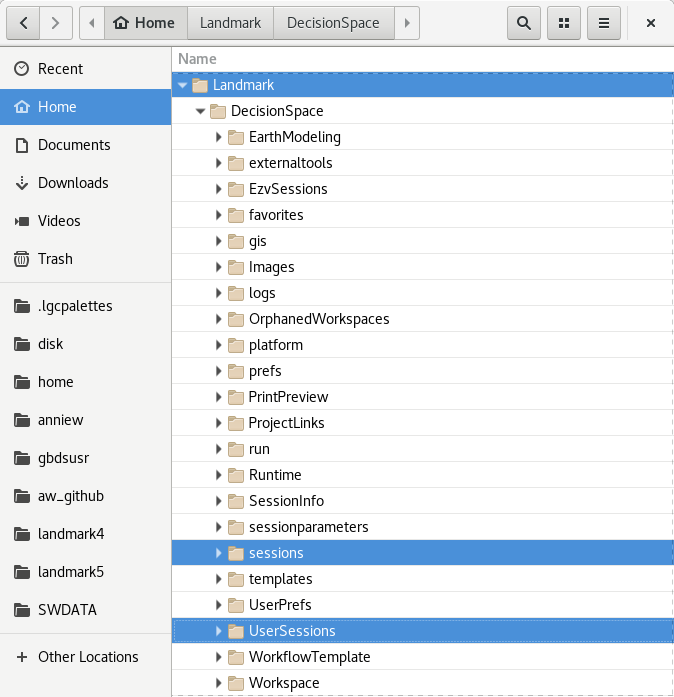 Home Landmark DecisionSpace
Recent
Home
Documents
Downloads
Videos
Trash
.lgcpalettes
disk
home
anniew
gbdsusr
aw_github
landmark4
landmark5
SWDATA
Other Locations
Name
Landmark
DecisionSpace
EarthModeling
externaltools
EzvSessions
favorites
gis
Images
logs
OrphanedWorkspaces
platform
prefs
PrintPreview
ProjectLinks
run
Runtime
SessionInfo
sessionparameters
sessions
templates
UserPrefs
UserSessions
WorkflowTemplate
Workspace